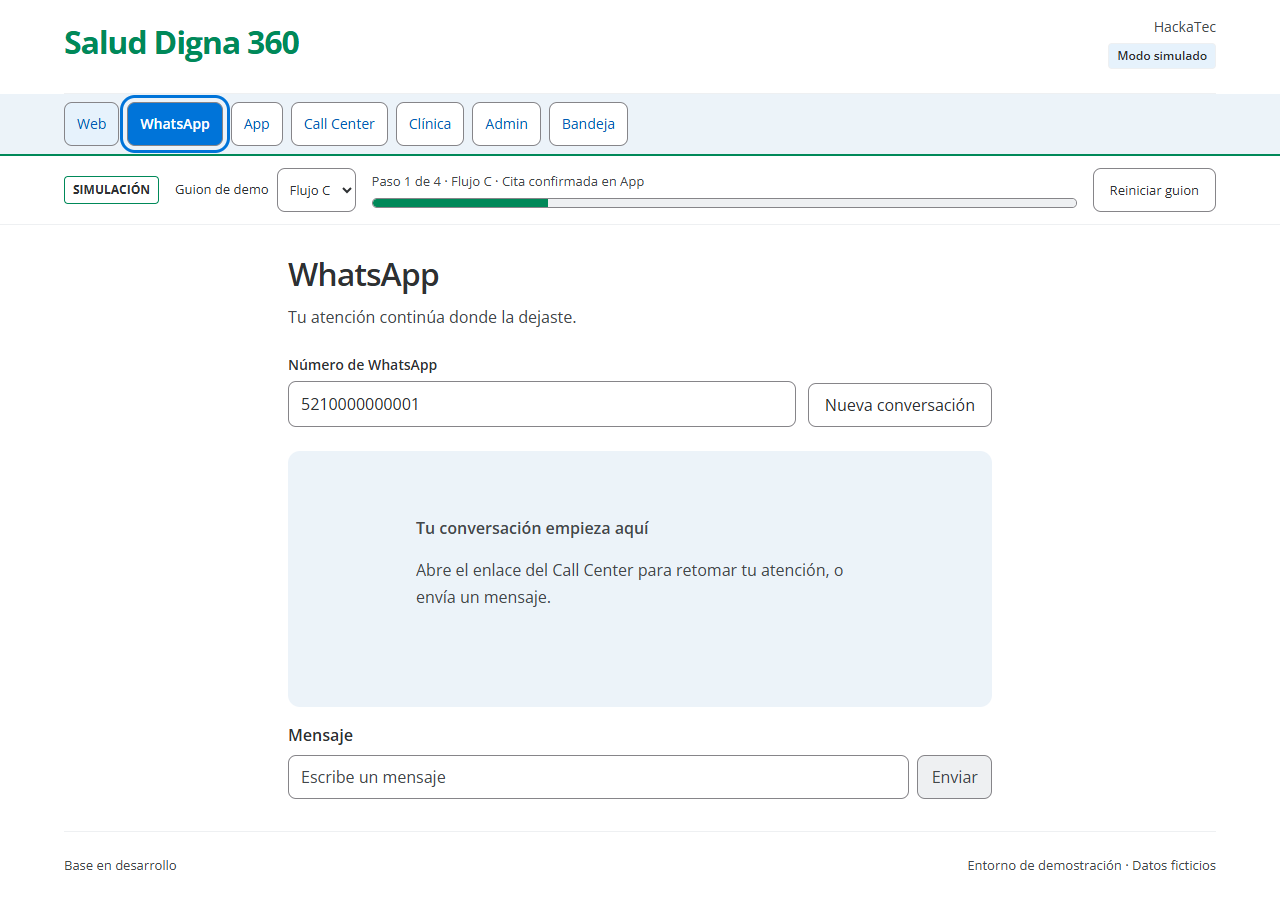 Salud Digna 360
HackaTec
Modo simulado
Web
WhatsApp
App
Call Center
Clínica
Admin
Bandeja
SIMULACIÓN
Guion de demo
Flujo C
Paso 1 de 4 · Flujo C · Cita confirmada en App
Reiniciar guion
WhatsApp
Tu atención continúa donde la dejaste.
Número de WhatsApp
5210000000001
Nueva conversación
Tu conversación empieza aquí
Abre el enlace del Call Center para retomar tu atención, o
envía un mensaje.
Mensaje
Escribe un mensaje
Enviar
Base en desarrollo
Entorno de demostración · Datos ficticios